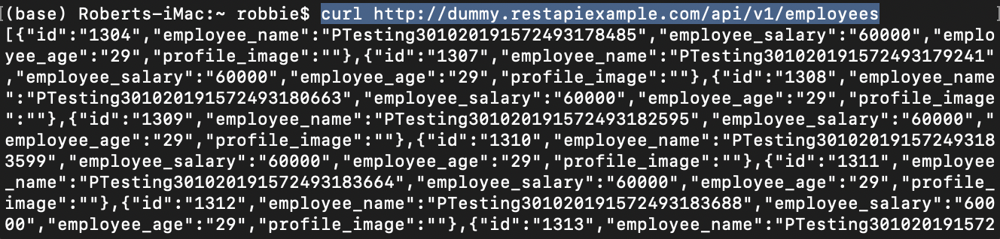 (base) Roberts-iMac:~ robbie$ curl http://dummy.restapiexample.com/api/v1/employees
[{"id":"1304","employee_name":"PTesting301020191572493178485","employee_salary":"60000","emplo
yee_age":"29","profile_image":""},{"id":"1307","employee_name":"PTesting301020191572493179241"
,"employee_salary":"60000","employee_age":"29","profile_image":""},{"id":"1308","employee_name
":"PTesting301020191572493180663","employee_salary":"60000","employee_age":"29","profile_image
":""},{"id":"1309","employee_name":"PTesting301020191572493182595","employee_salary":"60000","
employee_age":"29","profile_image":""},{"id":"1310","employee_name":"PTesting30102019157249318
3599","employee_salary":"60000","employee_age":"29","profile_image":""},{"id":"1311","employee
_name":"PTesting301020191572493183664","employee_salary":"60000","employee_age":"29","profile_
image":""},{"id":"1312","employee_name":"PTesting301020191572493183688","employee_salary":"600
00","employee_age":"29","profile_image":""},{"id":"1313","employee_name":"PTesting301020191572